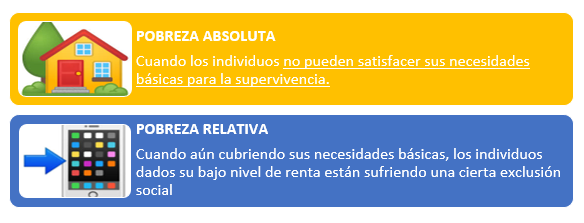 POBREZA ABSOLUTA
Cuando los individuos no pueden satisfacer sus necesidades
básicas para la supervivencia.
POBREZA RELATIVA
Cuando aún cubriendo sus necesidades básicas, los individuos
dados su bajo nivel de renta están sufriendo una cierta exclusión
social